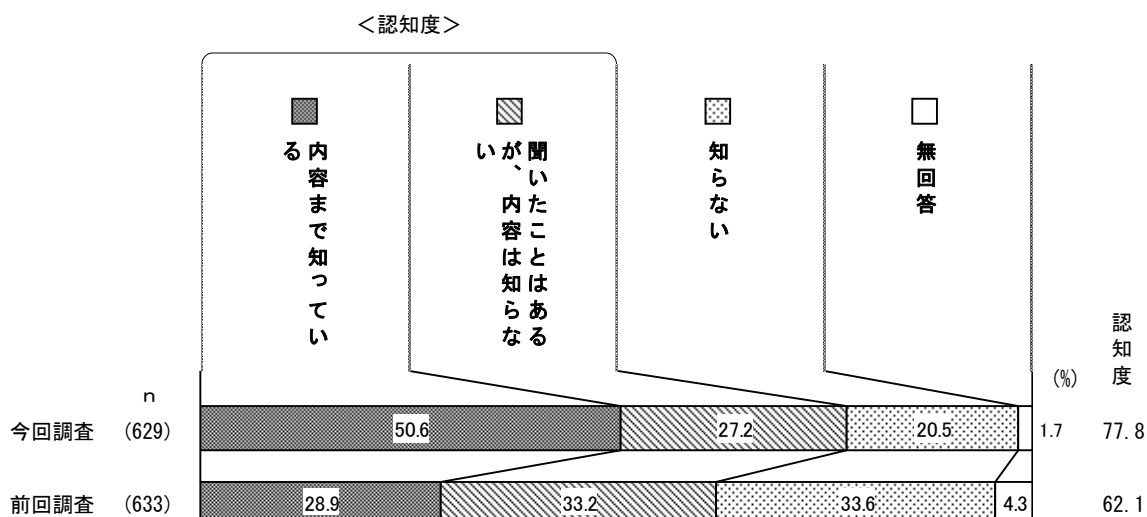 ＜認知度＞
内容まで知ってい
る
聞いたことはある
が、内容は知らな
い
知らない
無回答
認知度
(%)
n
今回調査 (629) 50.6 27.2 20.5 1.7 77.8
前回調査 (633) 28.9 33.2 33.6 4.3 62.1